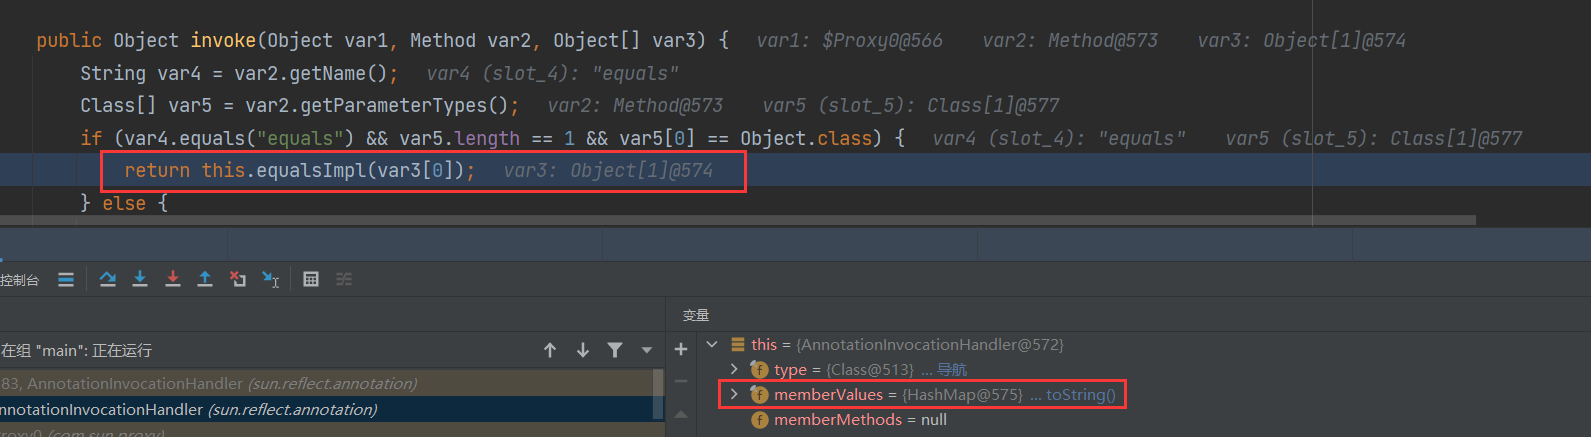 public Object invoke(Object var1, Method var2, Object[] var3) { var1: $Proxy0@566 var2: Method@573 var3: Object[1]@574
String var4 = var2.getName(); var4 (slot_4): "equals"
Class[] var5 = var2.getParameterTypes(); var2: Method@573 var5 (slot_5): Class[1]@577
if (var4.equals("equals") && var5.length == 1 && var5[0] == Object.class) { var4 (slot_4): "equals" var5 (slot_5): Class[1]@577
return this.equalsImpl(var3[0]); var3: Object[1]@574
} else {
控制台
变量
在组 "main": 正在运行
this = {AnnotationInvocationHandler@572}
type = {Class@513} ... 导航
83, AnnotationInvocationHandler (sun.reflect.annotation)
memberValues = {HashMap@575} ... toString()
nnotationInvocationHandler (sun.reflect.annotation)
memberMethods = null
roxy0 (com.sun.proxy)